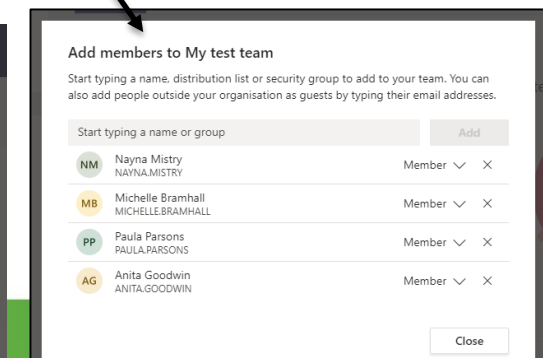 Add members to My test team
Start typing a name, distribution list or security group to add to your team. You can
also add people outside your organisation as guests by typing their email addresses.
Start typing a name or group Add
NM Nayna Mistry Member
NAYNA.MISTRY
MB Michelle Bramhall Member
MICHELLE.BRAMHALL
PP Paula Parsons Member
PAULA.PARSONS
AG Anita Goodwin Member
ANITA.GOODWIN
Close